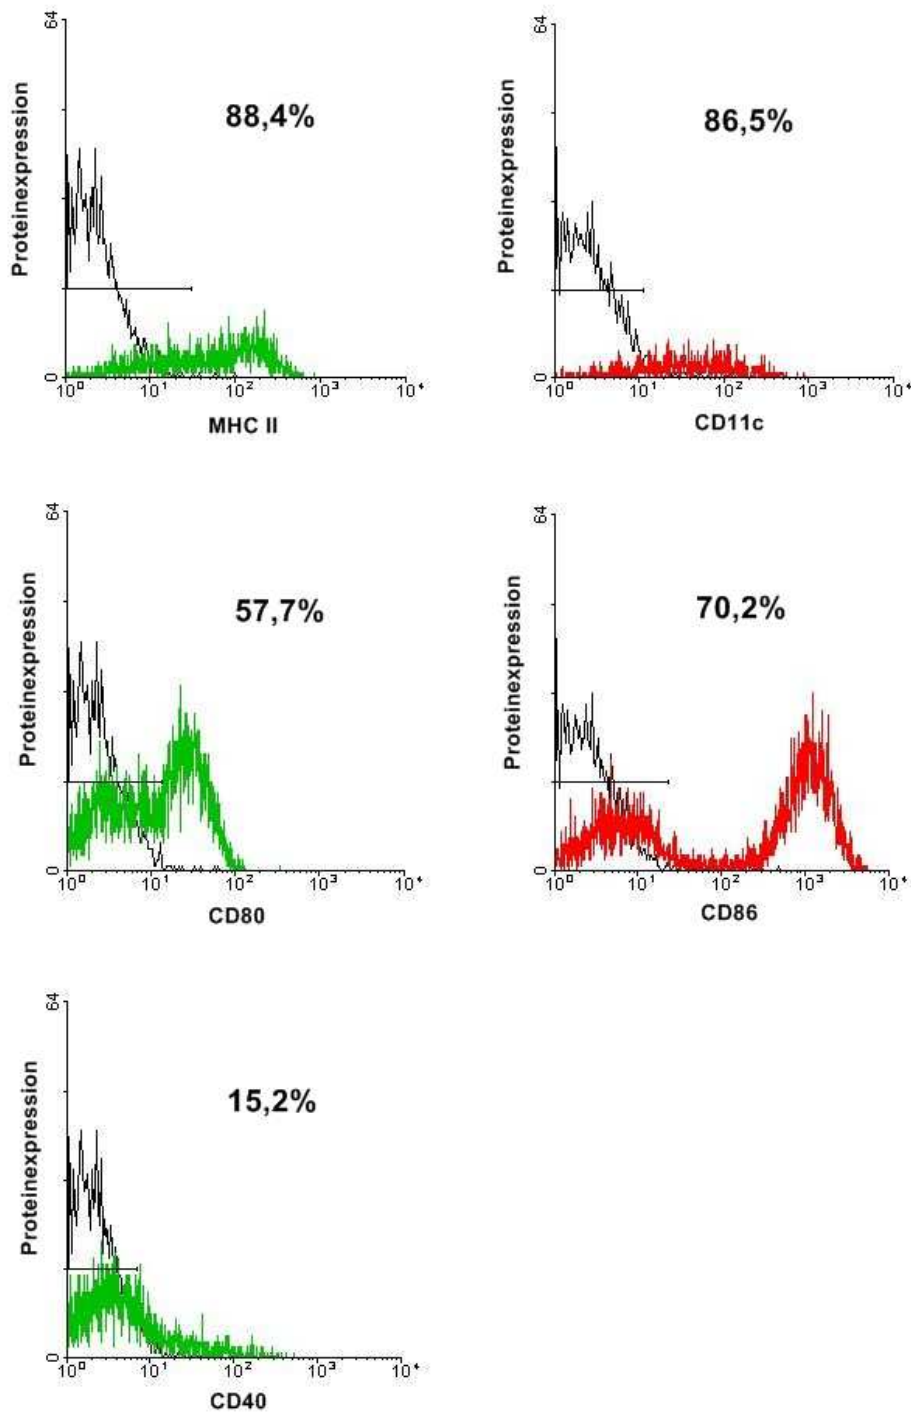 64
Proteinexpression
88,4%
0
10⁰ 10¹ 10² 10³ 10⁴
MHC II
64
Proteinexpression
86,5%
0
10⁰ 10¹ 10² 10³ 10⁴
CD11c
64
Proteinexpression
57,7%
0
10⁰ 10¹ 10² 10³ 10⁴
CD80
64
Proteinexpression
70,2%
0
10⁰ 10¹ 10² 10³ 10⁴
CD86
64
Proteinexpression
15,2%
0
10⁰ 10¹ 10² 10³ 10⁴
CD40